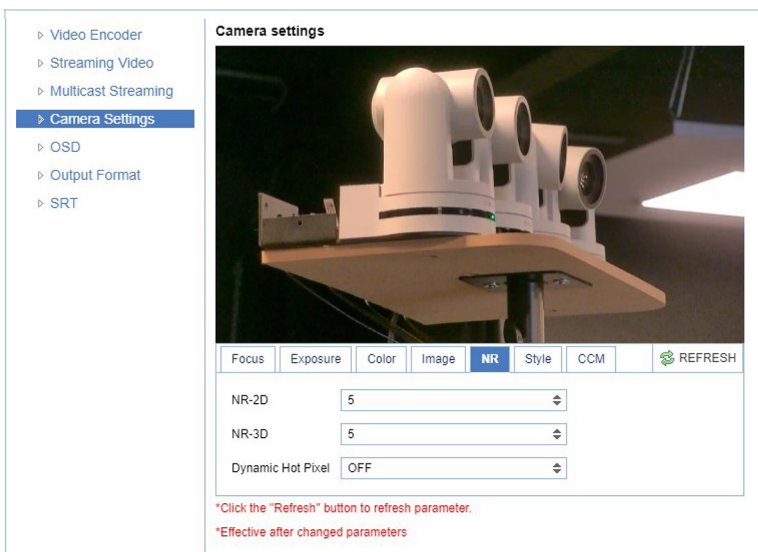 Video Encoder
Streaming Video
Multicast Streaming
Camera Settings
OSD
Output Format
SRT
Camera settings
Focus Exposure Color Image NR Style CCM REFRESH
NR-2D 5
NR-3D 5
Dynamic Hot Pixel OFF
*Click the "Refresh" button to refresh parameter.
*Effective after changed parameters